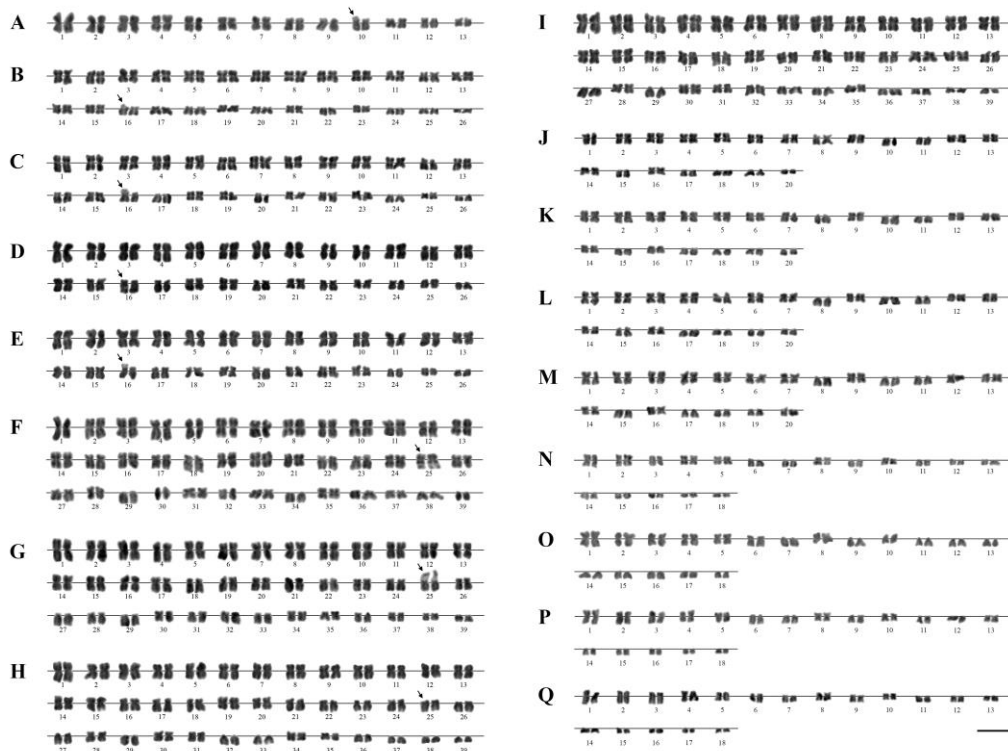 A
1 2 3 4 5 6 7 8 9 10 11 12 13
B
1 2 3 4 5 6 7 8 9 10 11 12 13
14 15 16 17 18 19 20 21 22 23 24 25 26
C
1 2 3 4 5 6 7 8 9 10 11 12 13
14 15 16 17 18 19 20 21 22 23 24 25 26
D
1 2 3 4 5 6 7 8 9 10 11 12 13
14 15 16 17 18 19 20 21 22 23 24 25 26
E
1 2 3 4 5 6 7 8 9 10 11 12 13
14 15 16 17 18 19 20 21 22 23 24 25 26
F
1 2 3 4 5 6 7 8 9 10 11 12 13
14 15 16 17 18 19 20 21 22 23 24 25 26
27 28 29 30 31 32 33 34 35 36 37 38 39
G
1 2 3 4 5 6 7 8 9 10 11 12 13
14 15 16 17 18 19 20 21 22 23 24 25 26
27 28 29 30 31 32 33 34 35 36 37 38 39
H
1 2 3 4 5 6 7 8 9 10 11 12 13
14 15 16 17 18 19 20 21 22 23 24 25 26
27 28 29 30 31 32 33 34 35 36 37 38 39
I
1 2 3 4 5 6 7 8 9 10 11 12 13
14 15 16 17 18 19 20 21 22 23 24 25 26
27 28 29 30 31 32 33 34 35 36 37 38 39
J
1 2 3 4 5 6 7 8 9 10 11 12 13
14 15 16 17 18 19 20
K
1 2 3 4 5 6 7 8 9 10 11 12 13
14 15 16 17 18 19 20
L
1 2 3 4 5 6 7 8 9 10 11 12 13
14 15 16 17 18 19 20
M
1 2 3 4 5 6 7 8 9 10 11 12 13
14 15 16 17 18 19 20
N
1 2 3 4 5 6 7 8 9 10 11 12 13
14 15 16 17 18
O
1 2 3 4 5 6 7 8 9 10 11 12 13
14 15 16 17 18
P
1 2 3 4 5 6 7 8 9 10 11 12 13
14 15 16 17 18
Q
1 2 3 4 5 6 7 8 9 10 11 12 13
14 15 16 17 18